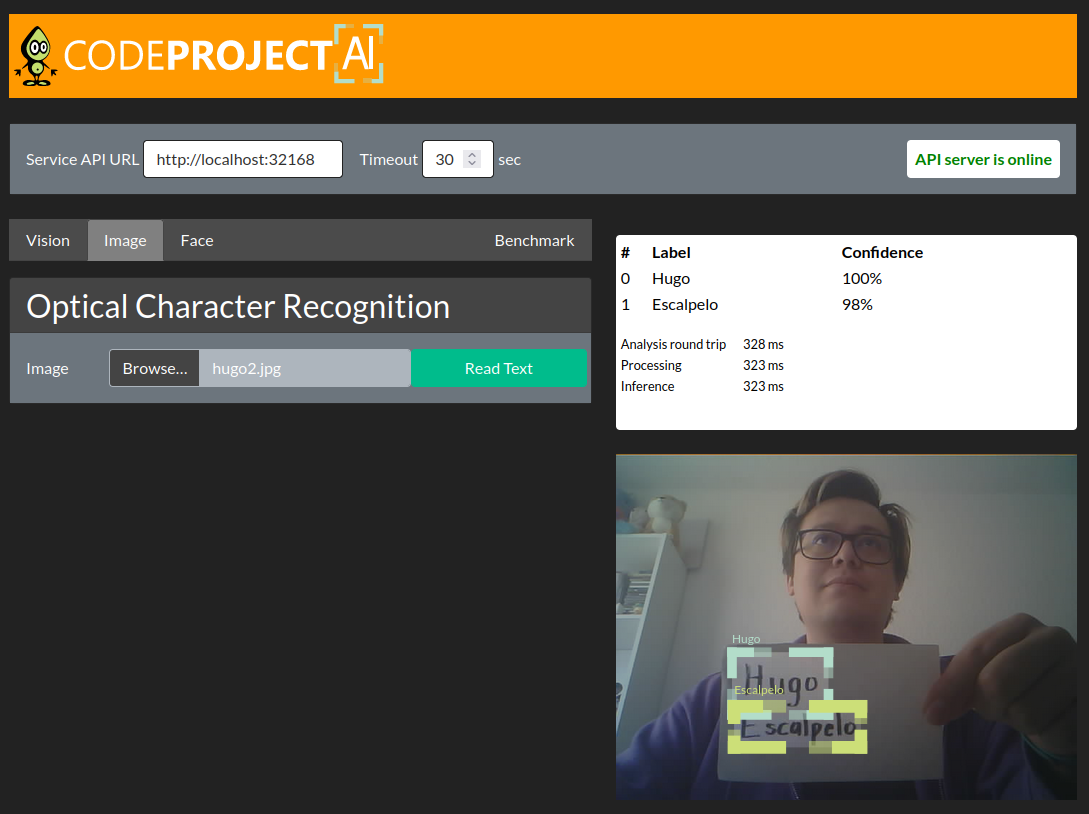 CODEPROJECT AI
Service API URL http://localhost:32168 Timeout 30 sec API server is online
Vision Image Face Benchmark
Optical Character Recognition
Image Browse... hugo2.jpg Read Text
# Label Confidence
0 Hugo 100%
1 Escalpelo 98%
Analysis round trip 328 ms
Processing 323 ms
Inference 323 ms
Hugo
Hugo
Escalpelo
Escalpelo